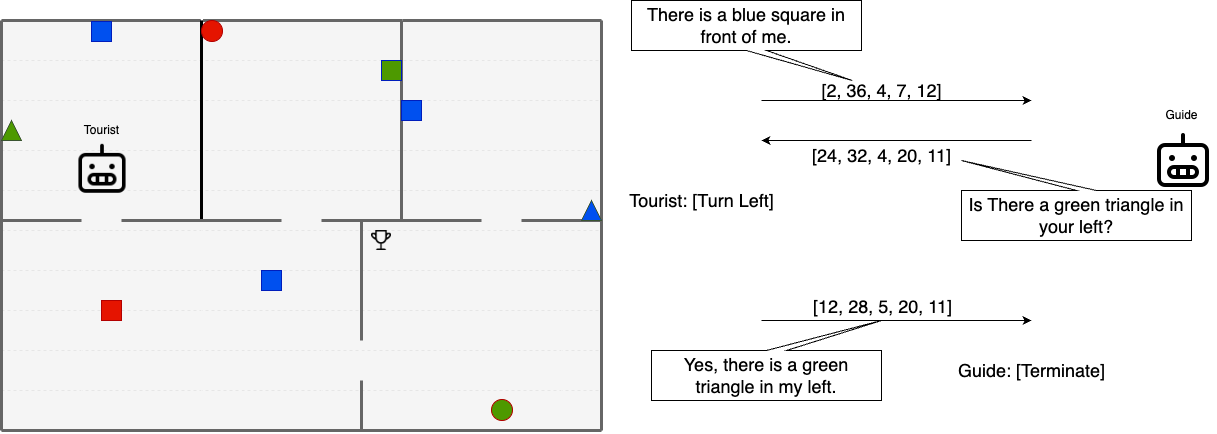 Tourist
There is a blue square in
front of me.
[2, 36, 4, 7, 12]
Guide
[24, 32, 4, 20, 11]
Tourist: [Turn Left]
Is There a green triangle in
your left?
[12, 28, 5, 20, 11]
Yes, there is a green
triangle in my left.
Guide: [Terminate]